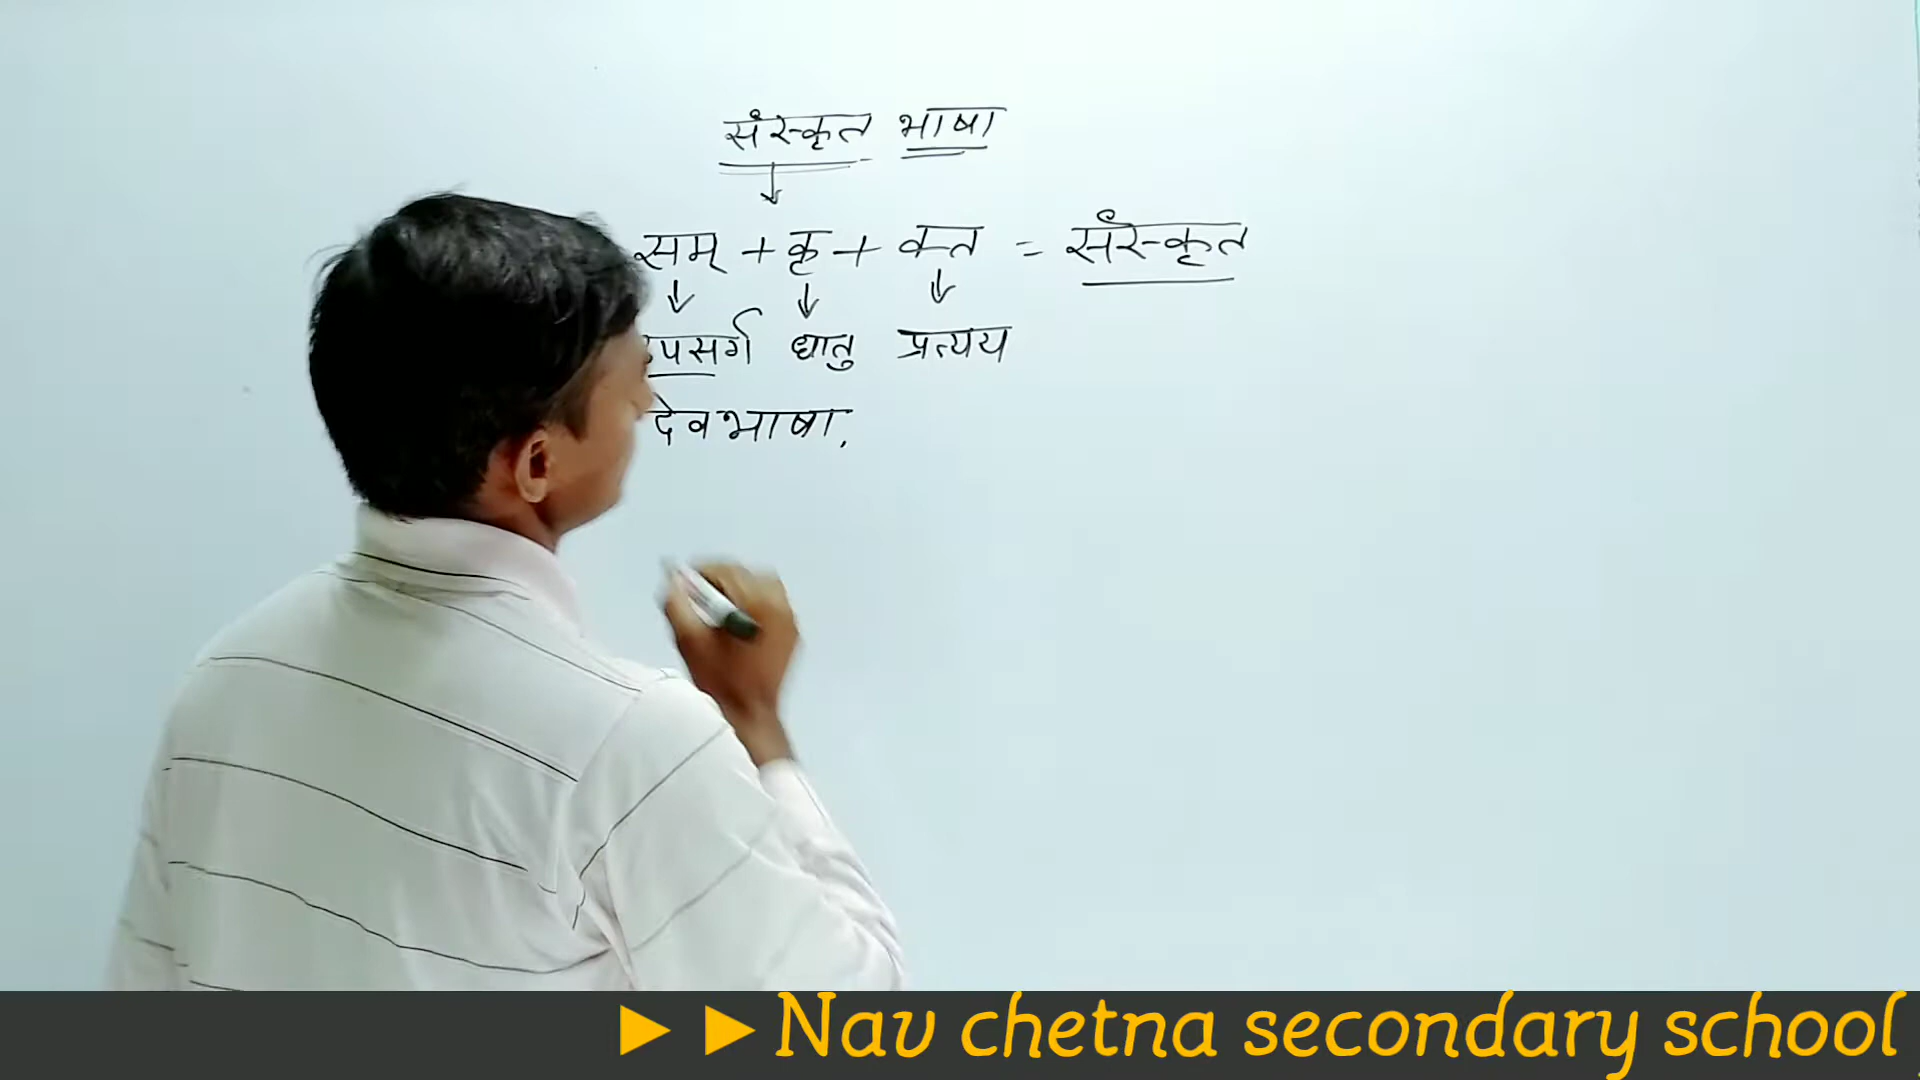 संस्कृत भाषा
सम् + कृ + क्त = संस्कृत
उपसर्ग धातु प्रत्यय
देवभाषा,
Nav chetna secondary school